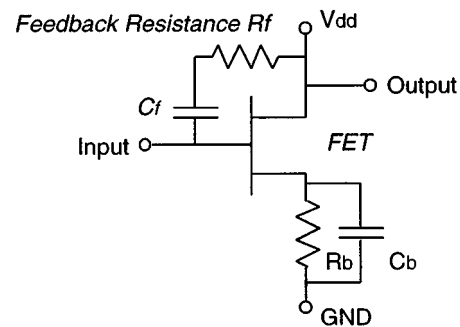 Feedback Resistance Rf
Vdd
Output
Cf
Input
FET
Rb
Cb
GND